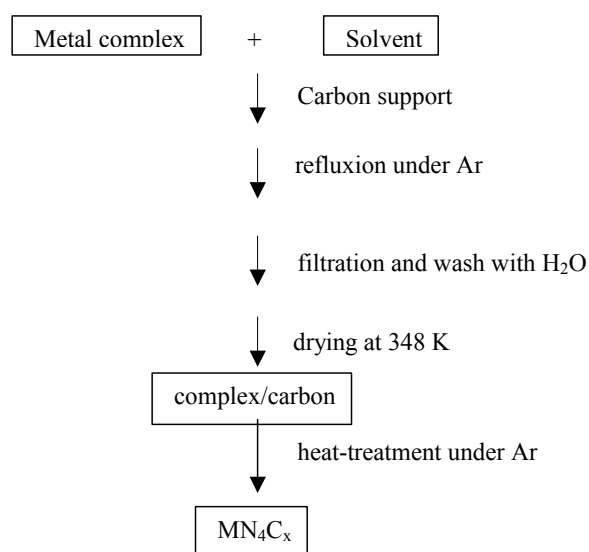 Metal complex + Solvent
Carbon support
refluxion under Ar
filtration and wash with H₂O
drying at 348 K
complex/carbon
heat-treatment under Ar
MN₄Cₓ